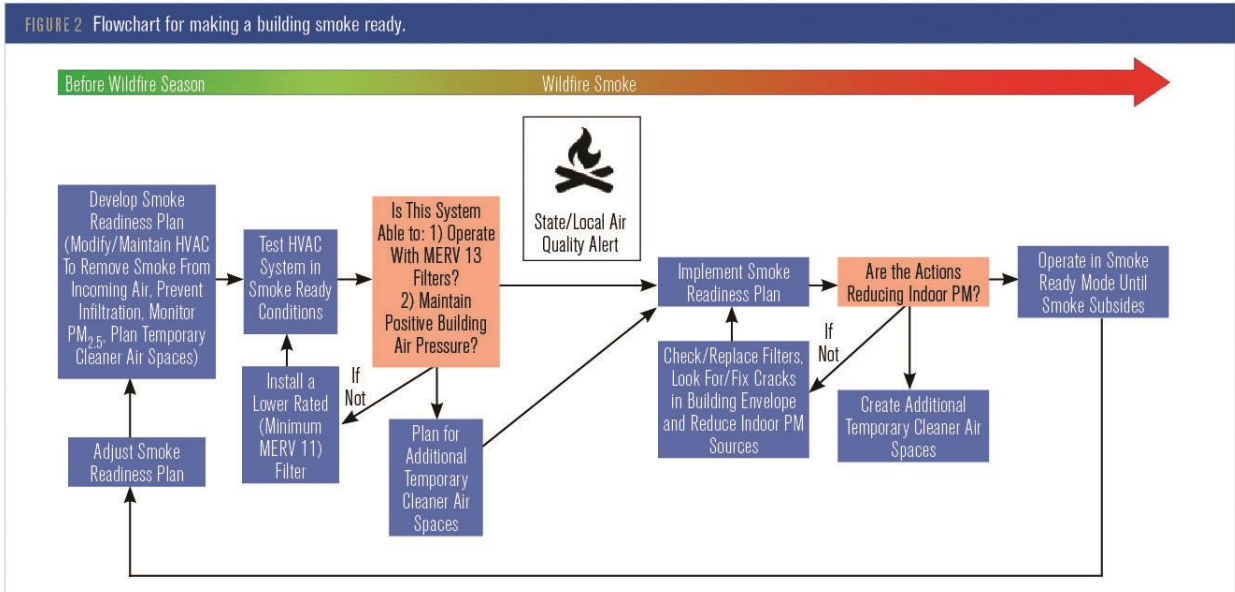 FIGURE 2 Flowchart for making a building smoke ready.
Before Wildfire Season
Wildfire Smoke
State/Local Air
Quality Alert
Develop Smoke
Readiness Plan
(Modify/Maintain HVAC
To Remove Smoke From
Incoming Air, Prevent
Infiltration, Monitor
PM2.5, Plan Temporary
Cleaner Air Spaces)
Test HVAC
System in
Smoke Ready
Conditions
Is This System
Able to: 1) Operate
With MERV 13
Filters?
2) Maintain
Positive Building
Air Pressure?
Implement Smoke
Readiness Plan
Are the Actions
Reducing Indoor PM?
Operate in Smoke
Ready Mode Until
Smoke Subsides
Adjust Smoke
Readiness Plan
Install a
Lower Rated
(Minimum
MERV 11)
Filter
If
Not
Plan for
Additional
Temporary
Cleaner Air
Spaces
Check/Replace Filters,
Look For/Fix Cracks
in Building Envelope
and Reduce Indoor PM
Sources
If
Not
Create Additional
Temporary Cleaner Air
Spaces